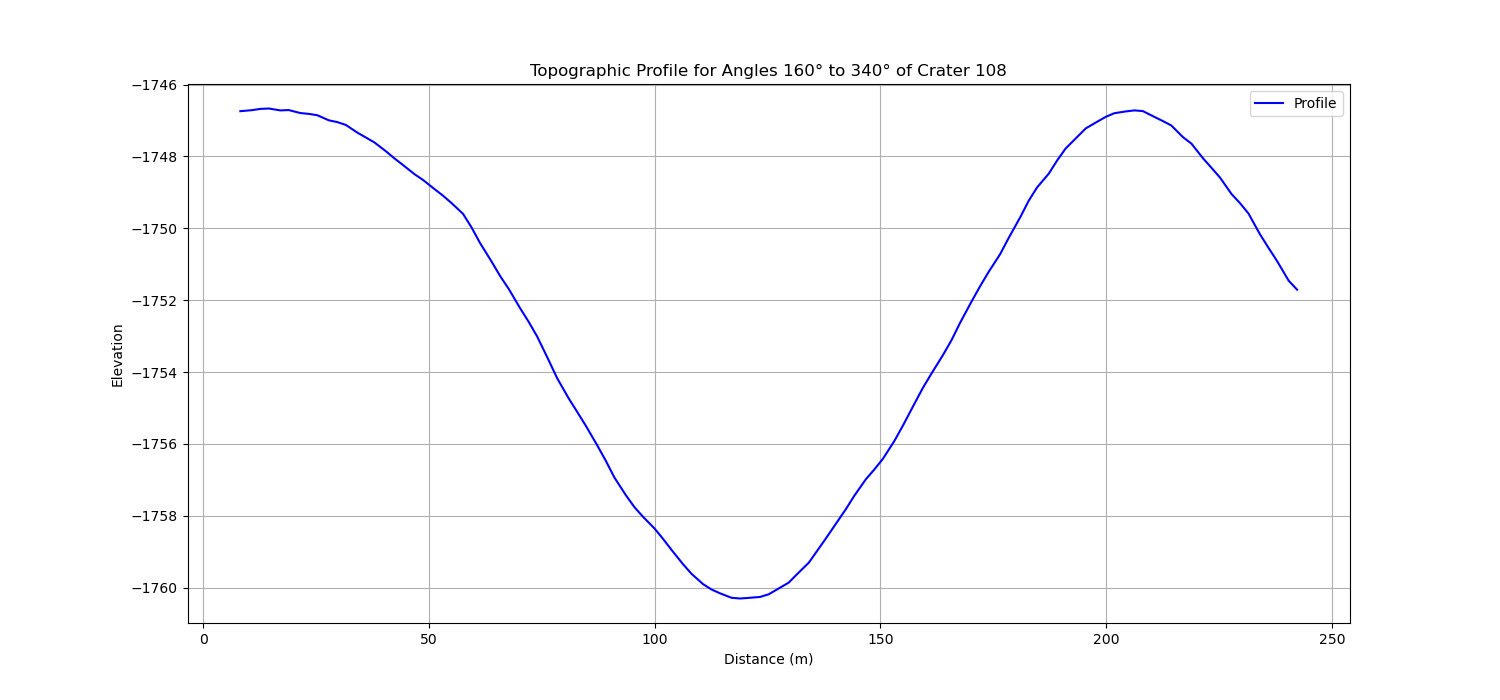 Topographic Profile for Angles 160° to 340° of Crater 108
Profile
−1746
−1748
−1750
−1752
−1754
−1756
−1758
−1760
Elevation
0 50 100 150 200 250
Distance (m)